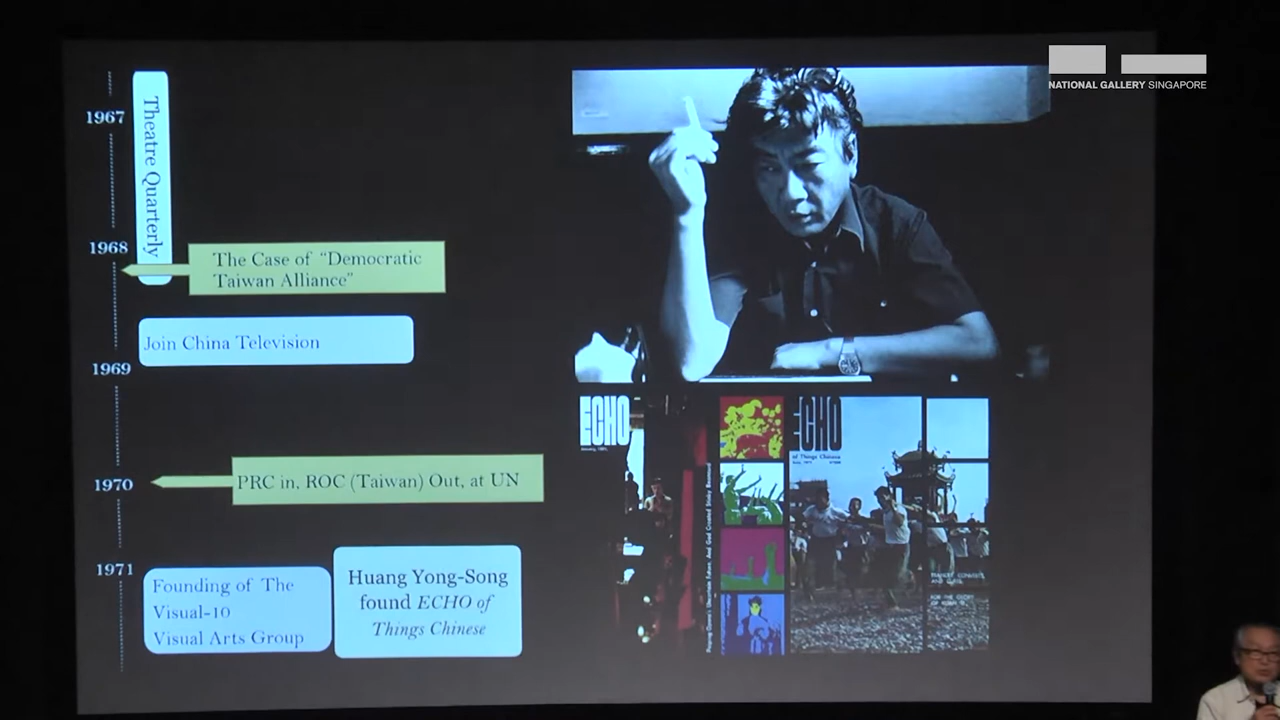 NATIONAL GALLERY SINGAPORE
1967
Theatre Quarterly
1968
The Case of “Democratic
Taiwan Alliance”
Join China Television
1969
1970
PRC in, ROC (Taiwan) Out, at UN
1971
Founding of The
Visual-10
Visual Arts Group
Huang Yong-Song
found ECHO of
Things Chinese
ECHO
ECHO
of Things Chinese